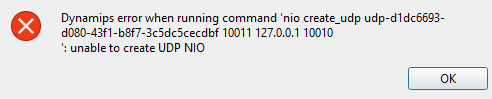 Dynamips error when running command 'nio create_udp udp-d1dc6693-
d080-43f1-b8f7-3c5dc5cecdbf 10011 127.0.0.1 10010
': unable to create UDP NIO
OK